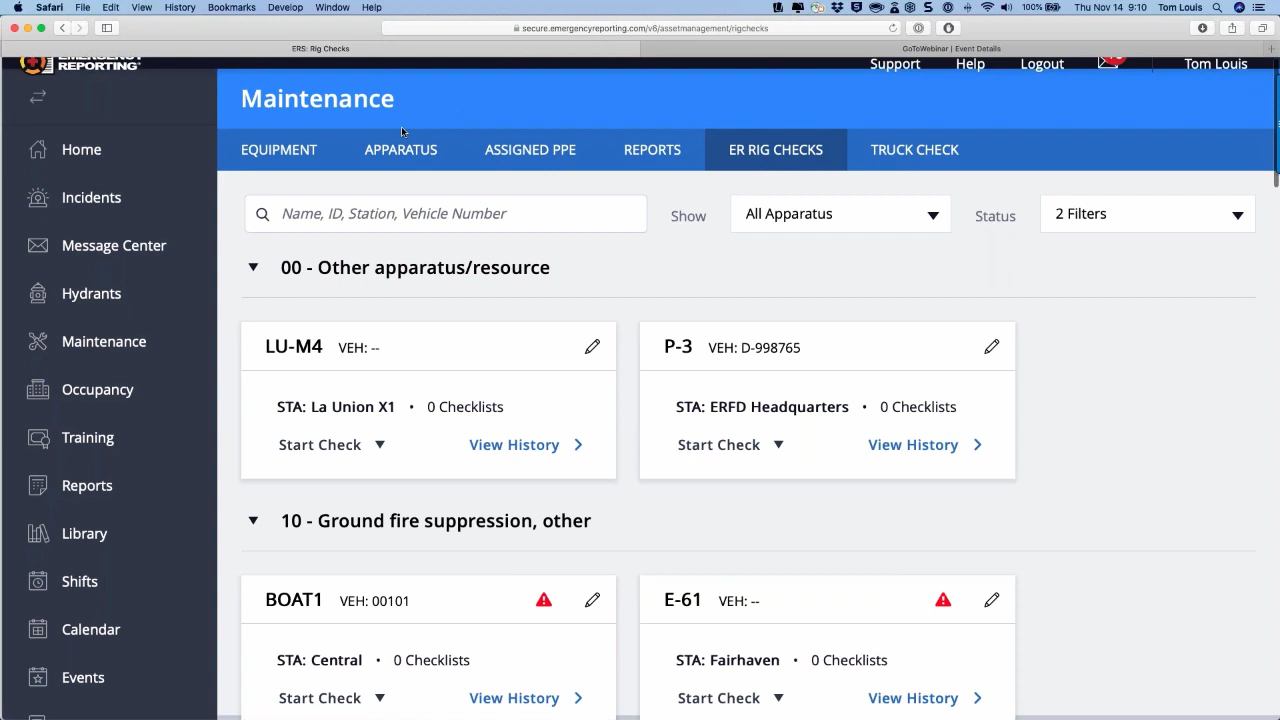 Safari File Edit View History Bookmarks Develop Window Help 100% Thu Nov 14 9:10 Tom Louis
secure.emergencyreporting.com/v6/assetmanagement/rigchecks
ERS: Rig Checks GoToWebinar | Event Details
EMERGENCY
REPORTING
Support Help Logout Tom Louis
Maintenance
EQUIPMENT APPARATUS ASSIGNED PPE REPORTS ER RIG CHECKS TRUCK CHECK
Home
Incidents
Message Center
Hydrants
Maintenance
Occupancy
Training
Reports
Library
Shifts
Calendar
Events
Name, ID, Station, Vehicle Number Show All Apparatus Status 2 Filters
00 - Other apparatus/resource
LU-M4 VEH: --
STA: La Union X1 • 0 Checklists
Start Check View History
P-3 VEH: D-998765
STA: ERFD Headquarters • 0 Checklists
Start Check View History
10 - Ground fire suppression, other
BOAT1 VEH: 00101
STA: Central • 0 Checklists
Start Check View History
E-61 VEH: --
STA: Fairhaven • 0 Checklists
Start Check View History